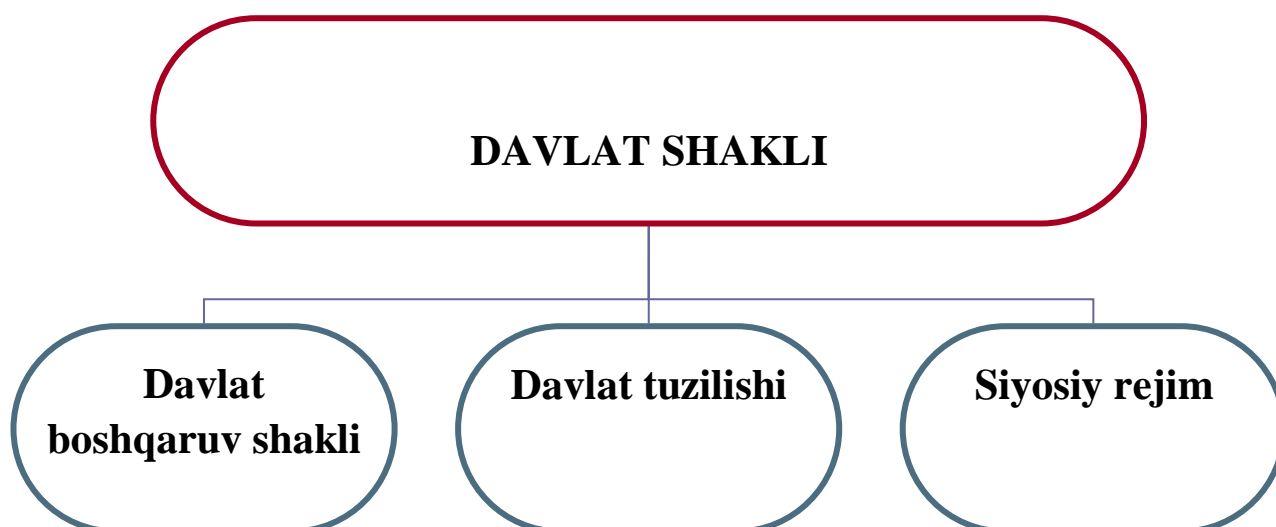 DAVLAT SHAKLI
Davlat
boshqaruv shakli
Davlat tuzilishi
Siyosiy rejim